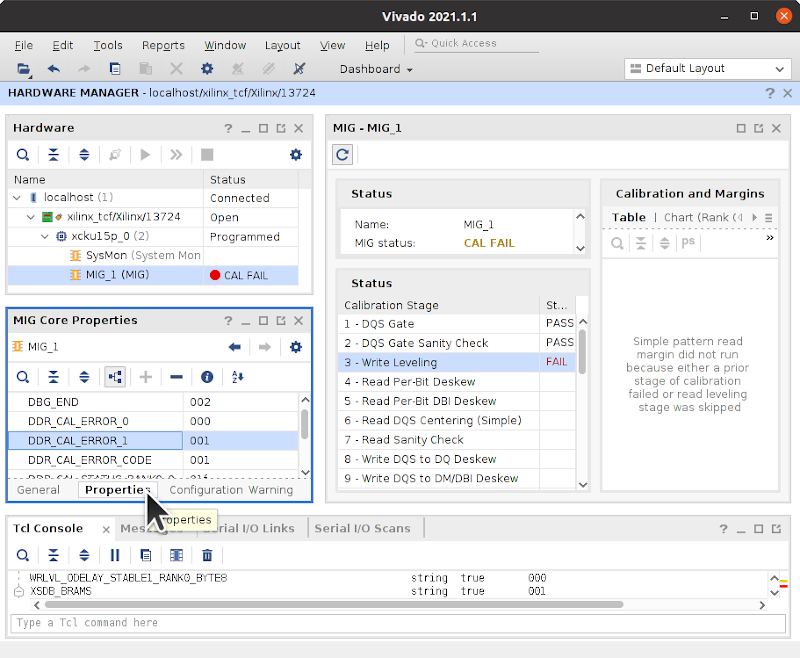 Vivado 2021.1.1
File Edit Tools Reports Window Layout View Help Quick Access
Dashboard Default Layout
HARDWARE MANAGER - localhost/xilinx_tcf/Xilinx/13724
Hardware
Name Status
localhost (1) Connected
xilinx_tcf/Xilinx/13724 Open
xcku15p_0 (2) Programmed
SysMon (System Mon
MIG_1 (MIG) CAL FAIL
MIG Core Properties
MIG_1
DBG_END 002
DDR_CAL_ERROR_0 000
DDR_CAL_ERROR_1 001
DDR_CAL_ERROR_CODE 001
General Properties Configuration Warning
Properties
MIG - MIG_1
Status
Name: MIG_1
MIG status: CAL FAIL
Status
Calibration Stage St...
1 - DQS Gate PASS
2 - DQS Gate Sanity Check PASS
3 - Write Leveling FAIL
4 - Read Per-Bit Deskew
5 - Read Per-Bit DBI Deskew
6 - Read DQS Centering (Simple)
7 - Read Sanity Check
8 - Write DQS to DQ Deskew
9 - Write DQS to DM/DBI Deskew
Calibration and Margins
Table Chart (Rank (
ps
Simple pattern read
margin did not run
because either a prior
stage of calibration
failed or read leveling
stage was skipped
Tcl Console Serial I/O Links Serial I/O Scans
WRLVL_ODELAY_STABLE1_RANK0_BYTE8 string true 000
XSDB_BRAMS string true 001
Type a Tcl command here